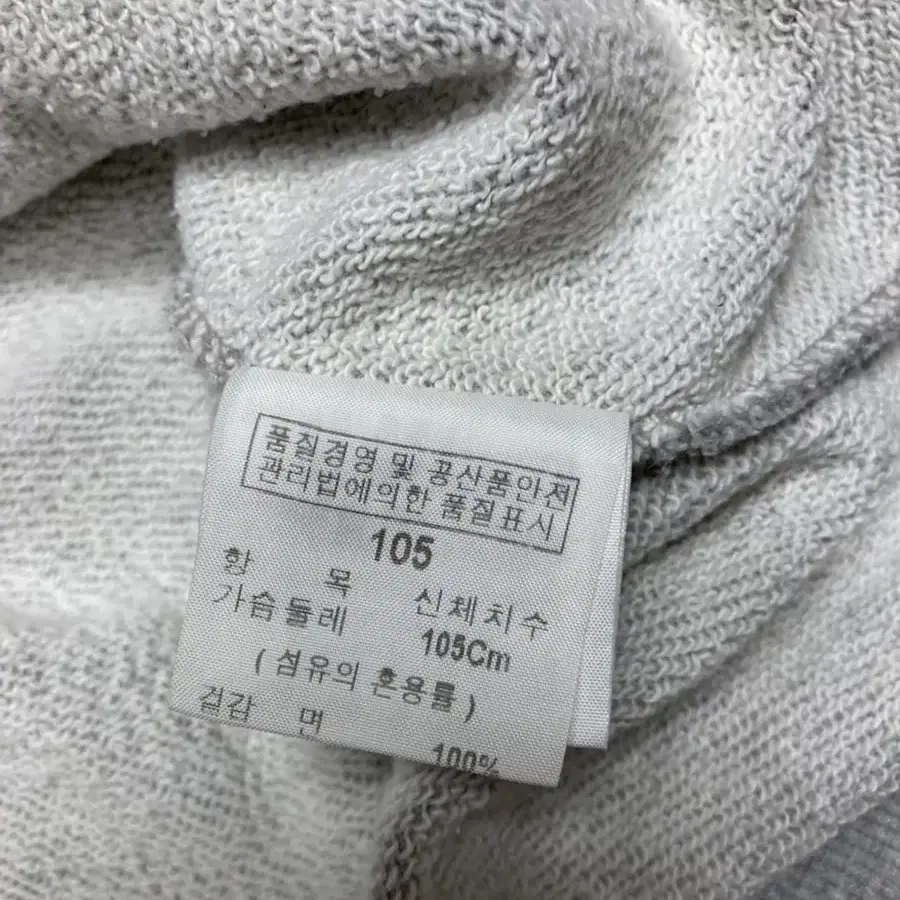 품질경영 및 공산품안전
관리법에의한 품질표시
105
항 목 신체치수
가슴둘레 105Cm
(섬유의 혼용률)
겉감 면 100%